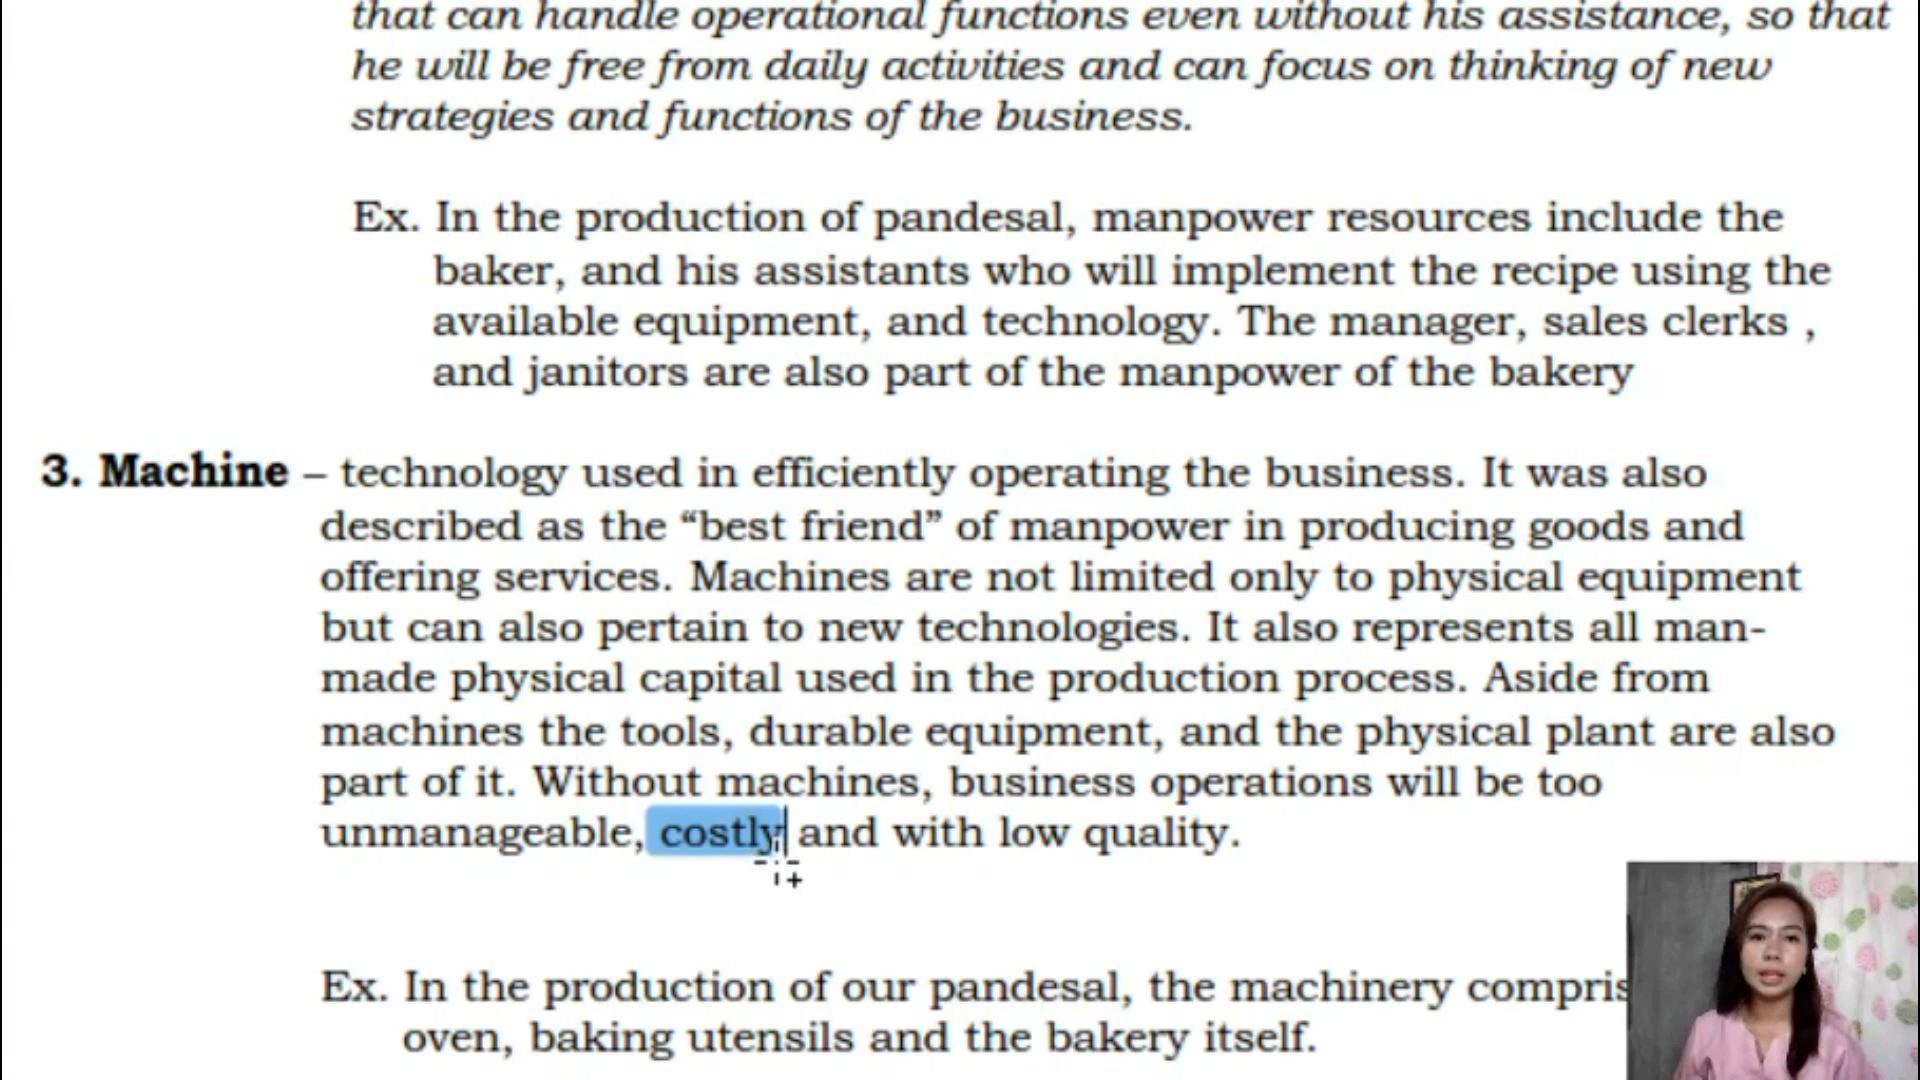 that can handle operational functions even without his assistance, so that
he will be free from daily activities and can focus on thinking of new
strategies and functions of the business.
Ex. In the production of pandesal, manpower resources include the
baker, and his assistants who will implement the recipe using the
available equipment, and technology. The manager, sales clerks ,
and janitors are also part of the manpower of the bakery
3. Machine – technology used in efficiently operating the business. It was also
described as the “best friend” of manpower in producing goods and
offering services. Machines are not limited only to physical equipment
but can also pertain to new technologies. It also represents all man-
made physical capital used in the production process. Aside from
machines the tools, durable equipment, and the physical plant are also
part of it. Without machines, business operations will be too
unmanageable, costly and with low quality.
Ex. In the production of our pandesal, the machinery compris
oven, baking utensils and the bakery itself.